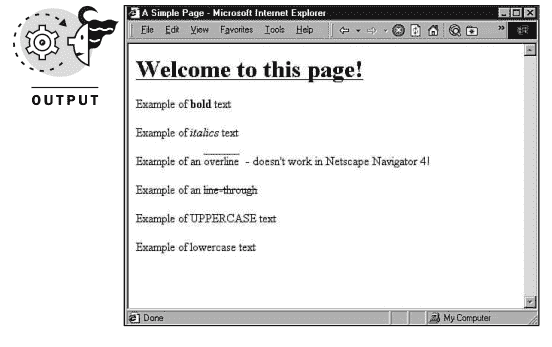 A Simple Page - Microsoft Internet Explorer
File Edit View Favorites Tools Help »
Welcome to this page!
OUTPUT
Example of bold text
Example of italics text
Example of an overline - doesn't work in Netscape Navigator 4!
Example of an line-through
Example of UPPERCASE text
Example of lowercase text
Done My Computer